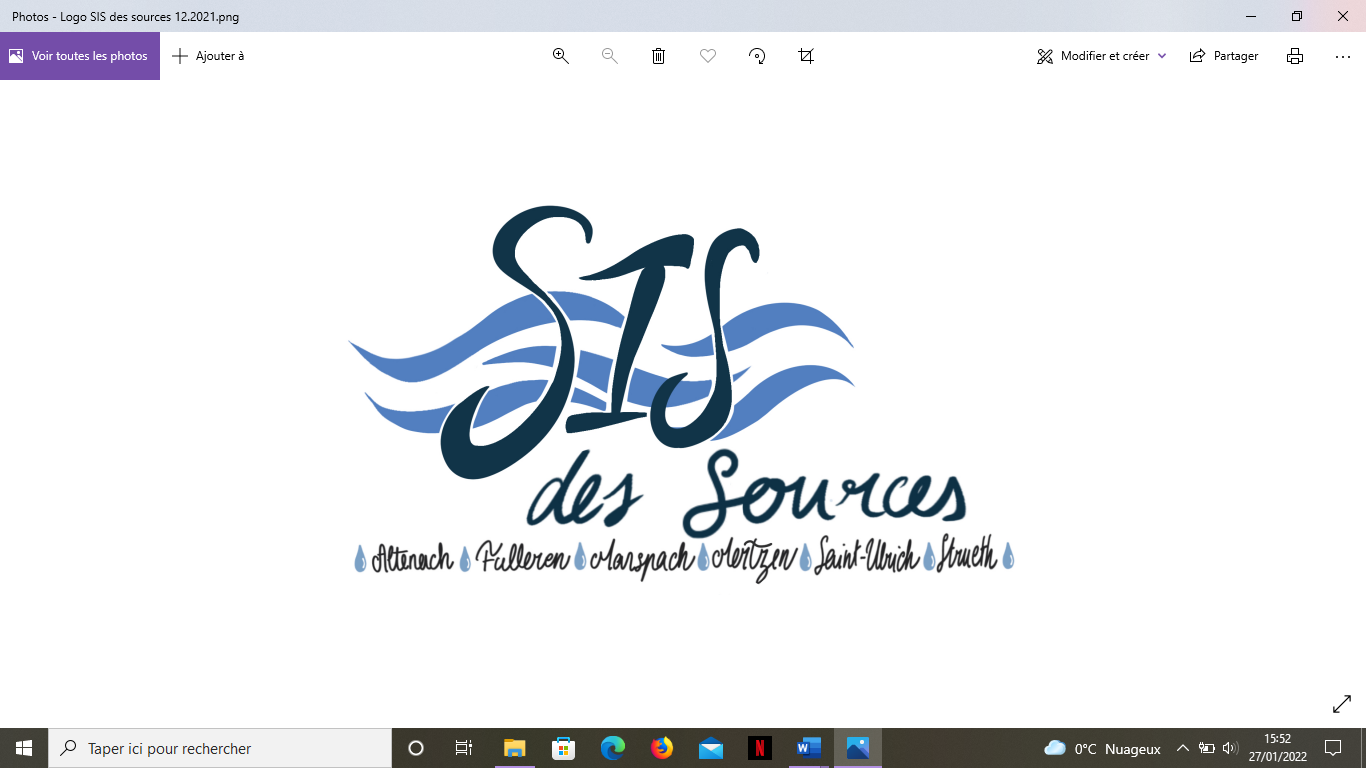 Photos - Logo SIS des sources 12.2021.png
Voir toutes les photos
Ajouter à
Modifier et créer
Partager
SIS
des Sources
Altenach Fulleren Manspach Mertzen Saint-Ulrich Strueth
Taper ici pour rechercher
N
W
0°C Nuageux
15:52
27/01/2022